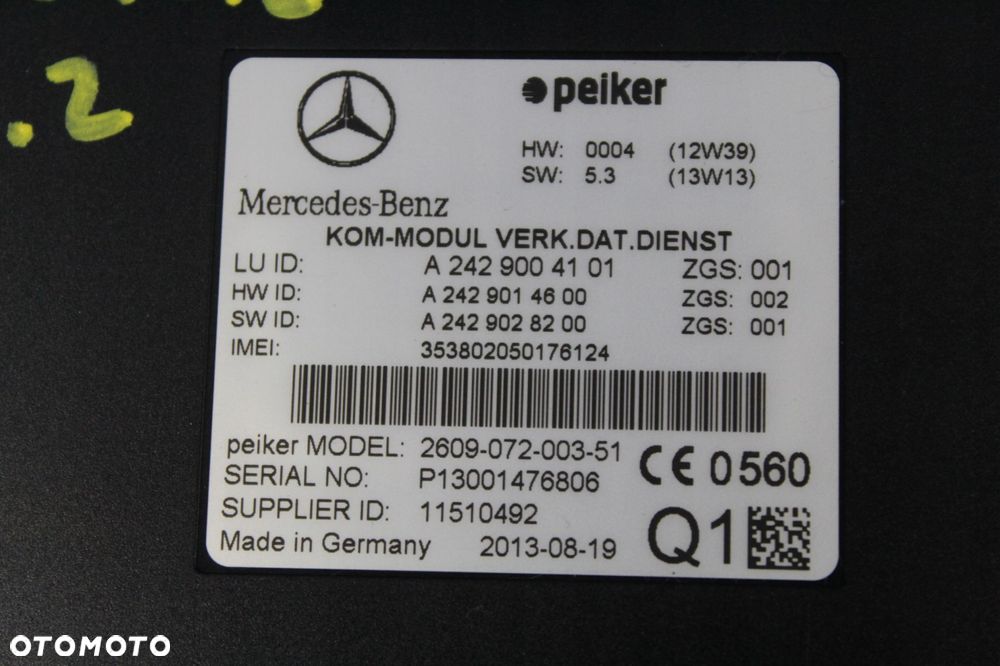 .2
peiker
HW: 0004 (12W39)
SW: 5.3 (13W13)
Mercedes-Benz
KOM-MODUL VERK.DAT.DIENST
LU ID: A 242 900 41 01 ZGS: 001
HW ID: A 242 901 46 00 ZGS: 002
SW ID: A 242 902 82 00 ZGS: 001
IMEI: 353802050176124
peiker MODEL: 2609-072-003-51
CE 0560
SERIAL NO: P13001476806
SUPPLIER ID: 11510492
Made in Germany 2013-08-19
Q1
OTOMOTO